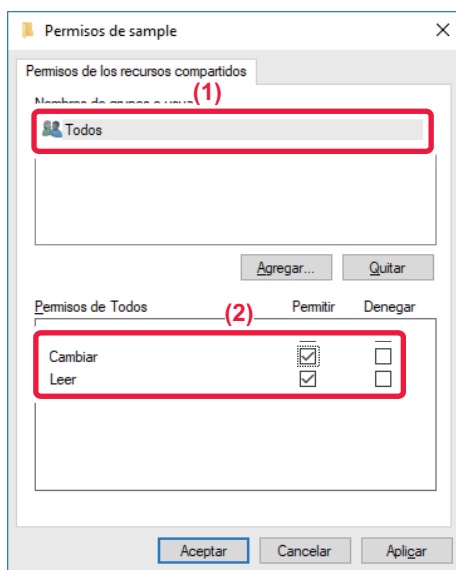 Permisos de sample
Permisos de los recursos compartidos
(1)
Todos
Agregar...
Quitar
Permisos de Todos
(2)
Permitir
Denegar
Cambiar
Leer
Aceptar
Cancelar
Aplicar